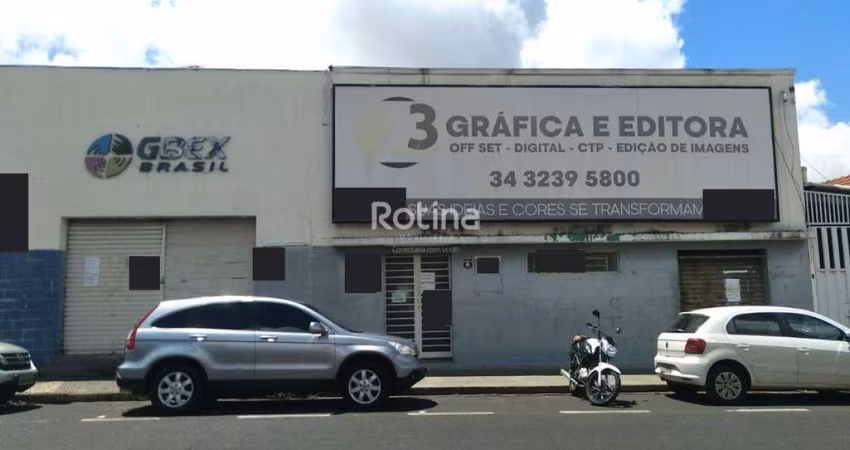 GBEX
BRASIL
3 GRÁFICA E EDITORA
OFF SET - DIGITAL - CTP - EDIÇÃO DE IMAGENS
34 3239 5800
IDEIAS E CORES SE TRANSFORMAM
Rotina